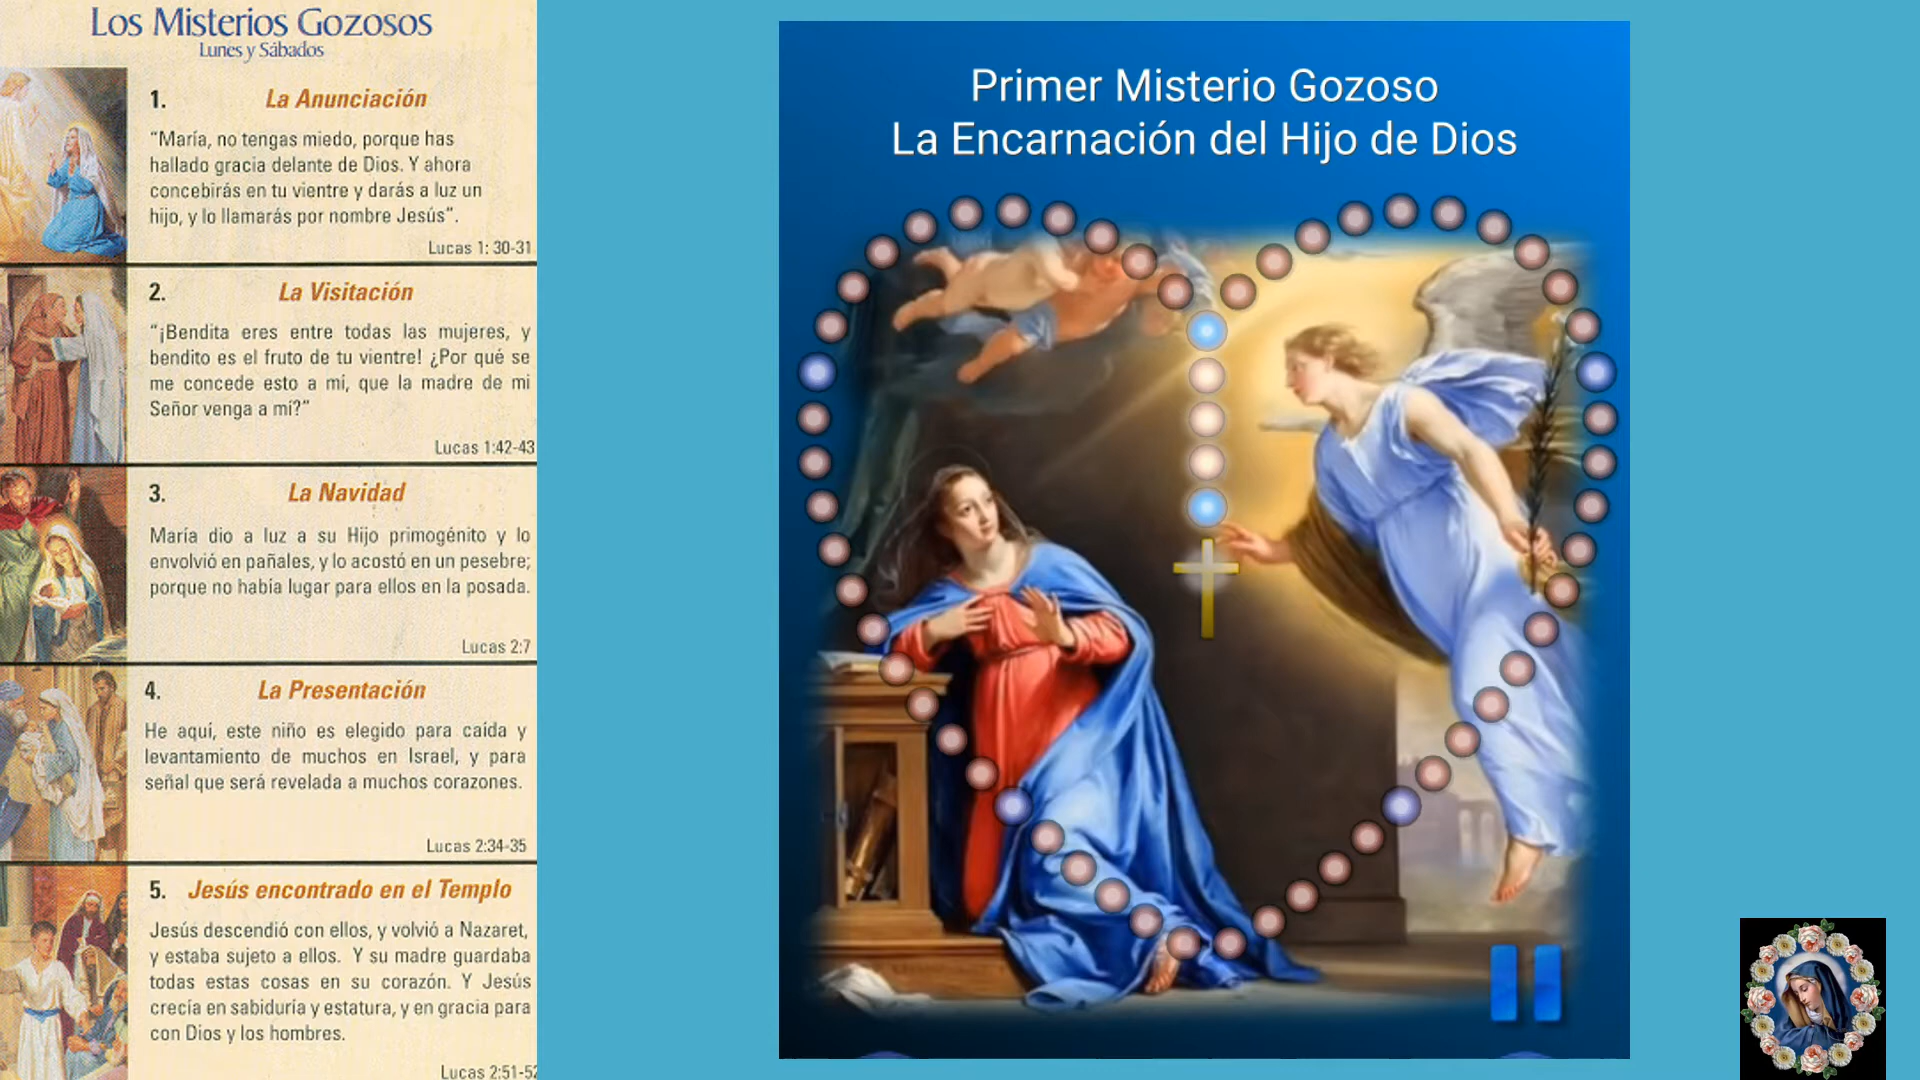 Los Misterios Gozosos
Lunes y Sábados
1. La Anunciación
“María, no tengas miedo, porque has
hallado gracia delante de Dios. Y ahora
concebirás en tu vientre y darás a luz un
hijo, y lo llamarás por nombre Jesús”.
Lucas 1: 30-31
2. La Visitación
“¡Bendita eres entre todas las mujeres, y
bendito es el fruto de tu vientre! ¿Por qué se
me concede esto a mí, que la madre de mi
Señor venga a mí?”
Lucas 1:42-43
3. La Navidad
María dio a luz a su Hijo primogénito y lo
envolvió en pañales, y lo acostó en un pesebre;
porque no había lugar para ellos en la posada.
Lucas 2:7
4. La Presentación
He aquí, este niño es elegido para caída y
levantamiento de muchos en Israel, y para
señal que será revelada a muchos corazones.
Lucas 2:34-35
5. Jesús encontrado en el Templo
Jesús descendió con ellos, y volvió a Nazaret,
y estaba sujeto a ellos. Y su madre guardaba
todas estas cosas en su corazón. Y Jesús
crecía en sabiduría y estatura, y en gracia para
con Dios y los hombres.
Lucas 2:51-52
Primer Misterio Gozoso
La Encarnación del Hijo de Dios